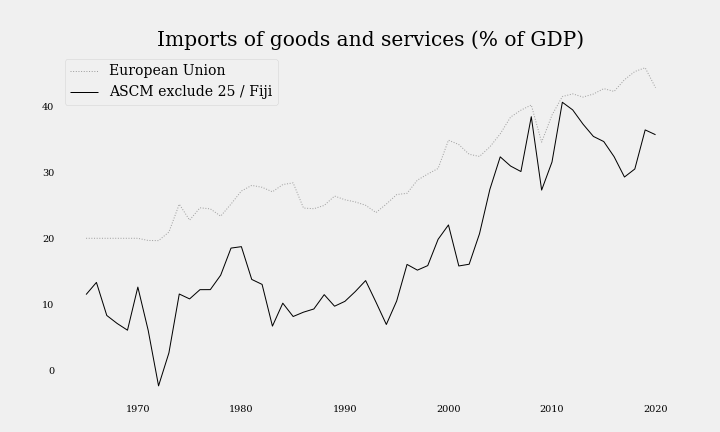 Imports of goods and services (% of GDP)
European Union
ASCM exclude 25 / Fiji
40
30
20
10
0
1970 1980 1990 2000 2010 2020